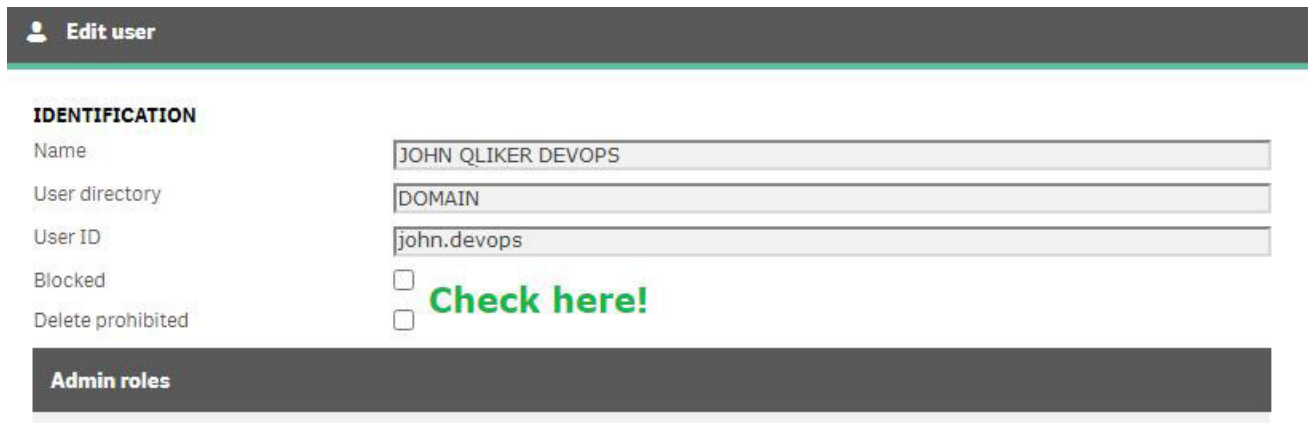 Edit user
IDENTIFICATION
Name JOHN QLIKER DEVOPS
User directory DOMAIN
User ID john.devops
Blocked
Check here!
Delete prohibited
Admin roles